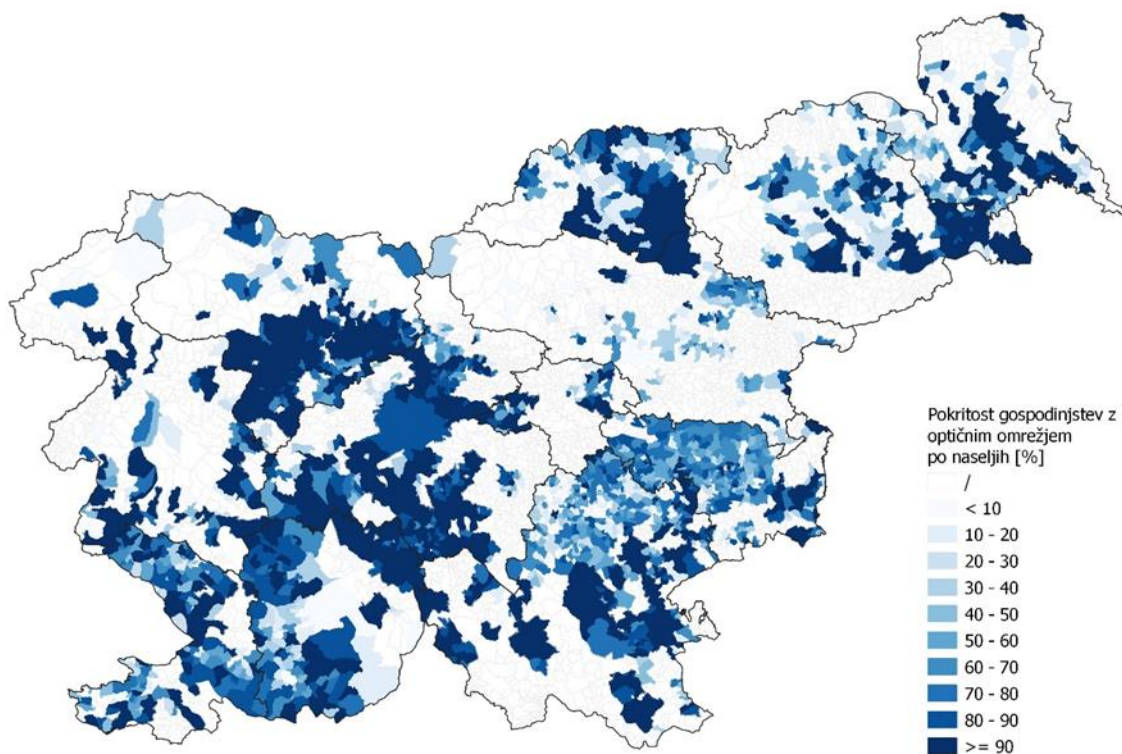 Pokritost gospodinjstev z
optičnim omrežjem
po naseljih [%]
/
< 10
10 - 20
20 - 30
30 - 40
40 - 50
50 - 60
60 - 70
70 - 80
80 - 90
>= 90